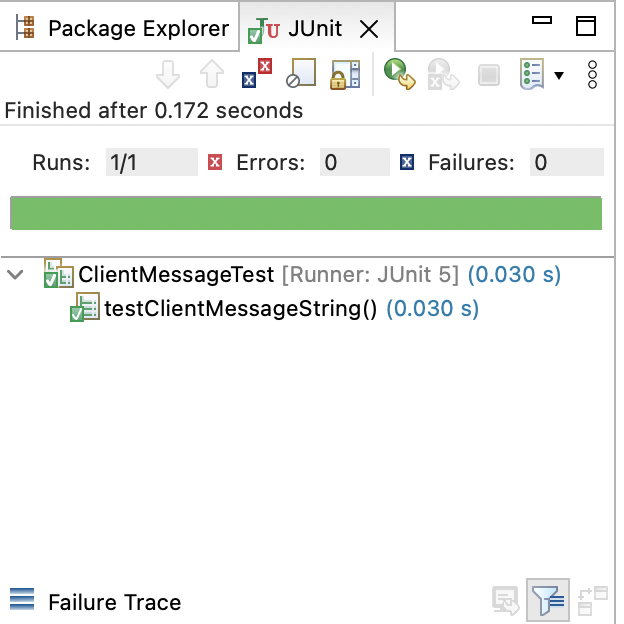 Package Explorer JUnit
Finished after 0.172 seconds
Runs: 1/1 Errors: 0 Failures: 0
ClientMessageTest [Runner: JUnit 5] (0.030 s)
testClientMessageString() (0.030 s)
Failure Trace